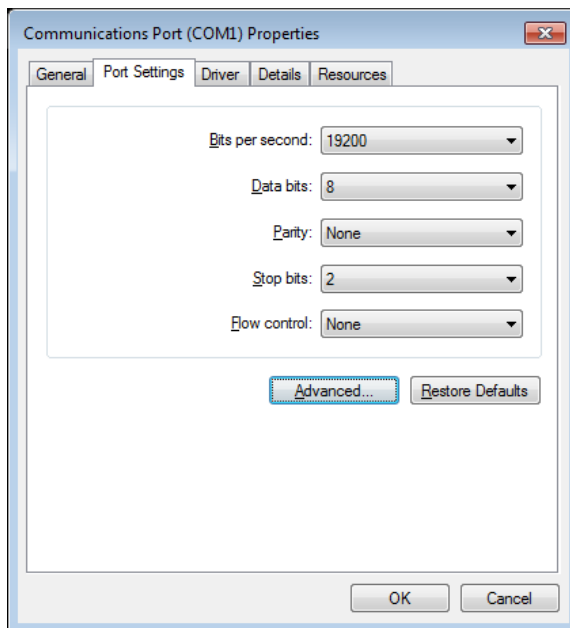 Communications Port (COM1) Properties
General Port Settings Driver Details Resources
Bits per second: 19200
Data bits: 8
Parity: None
Stop bits: 2
Flow control: None
Advanced... Restore Defaults
OK Cancel